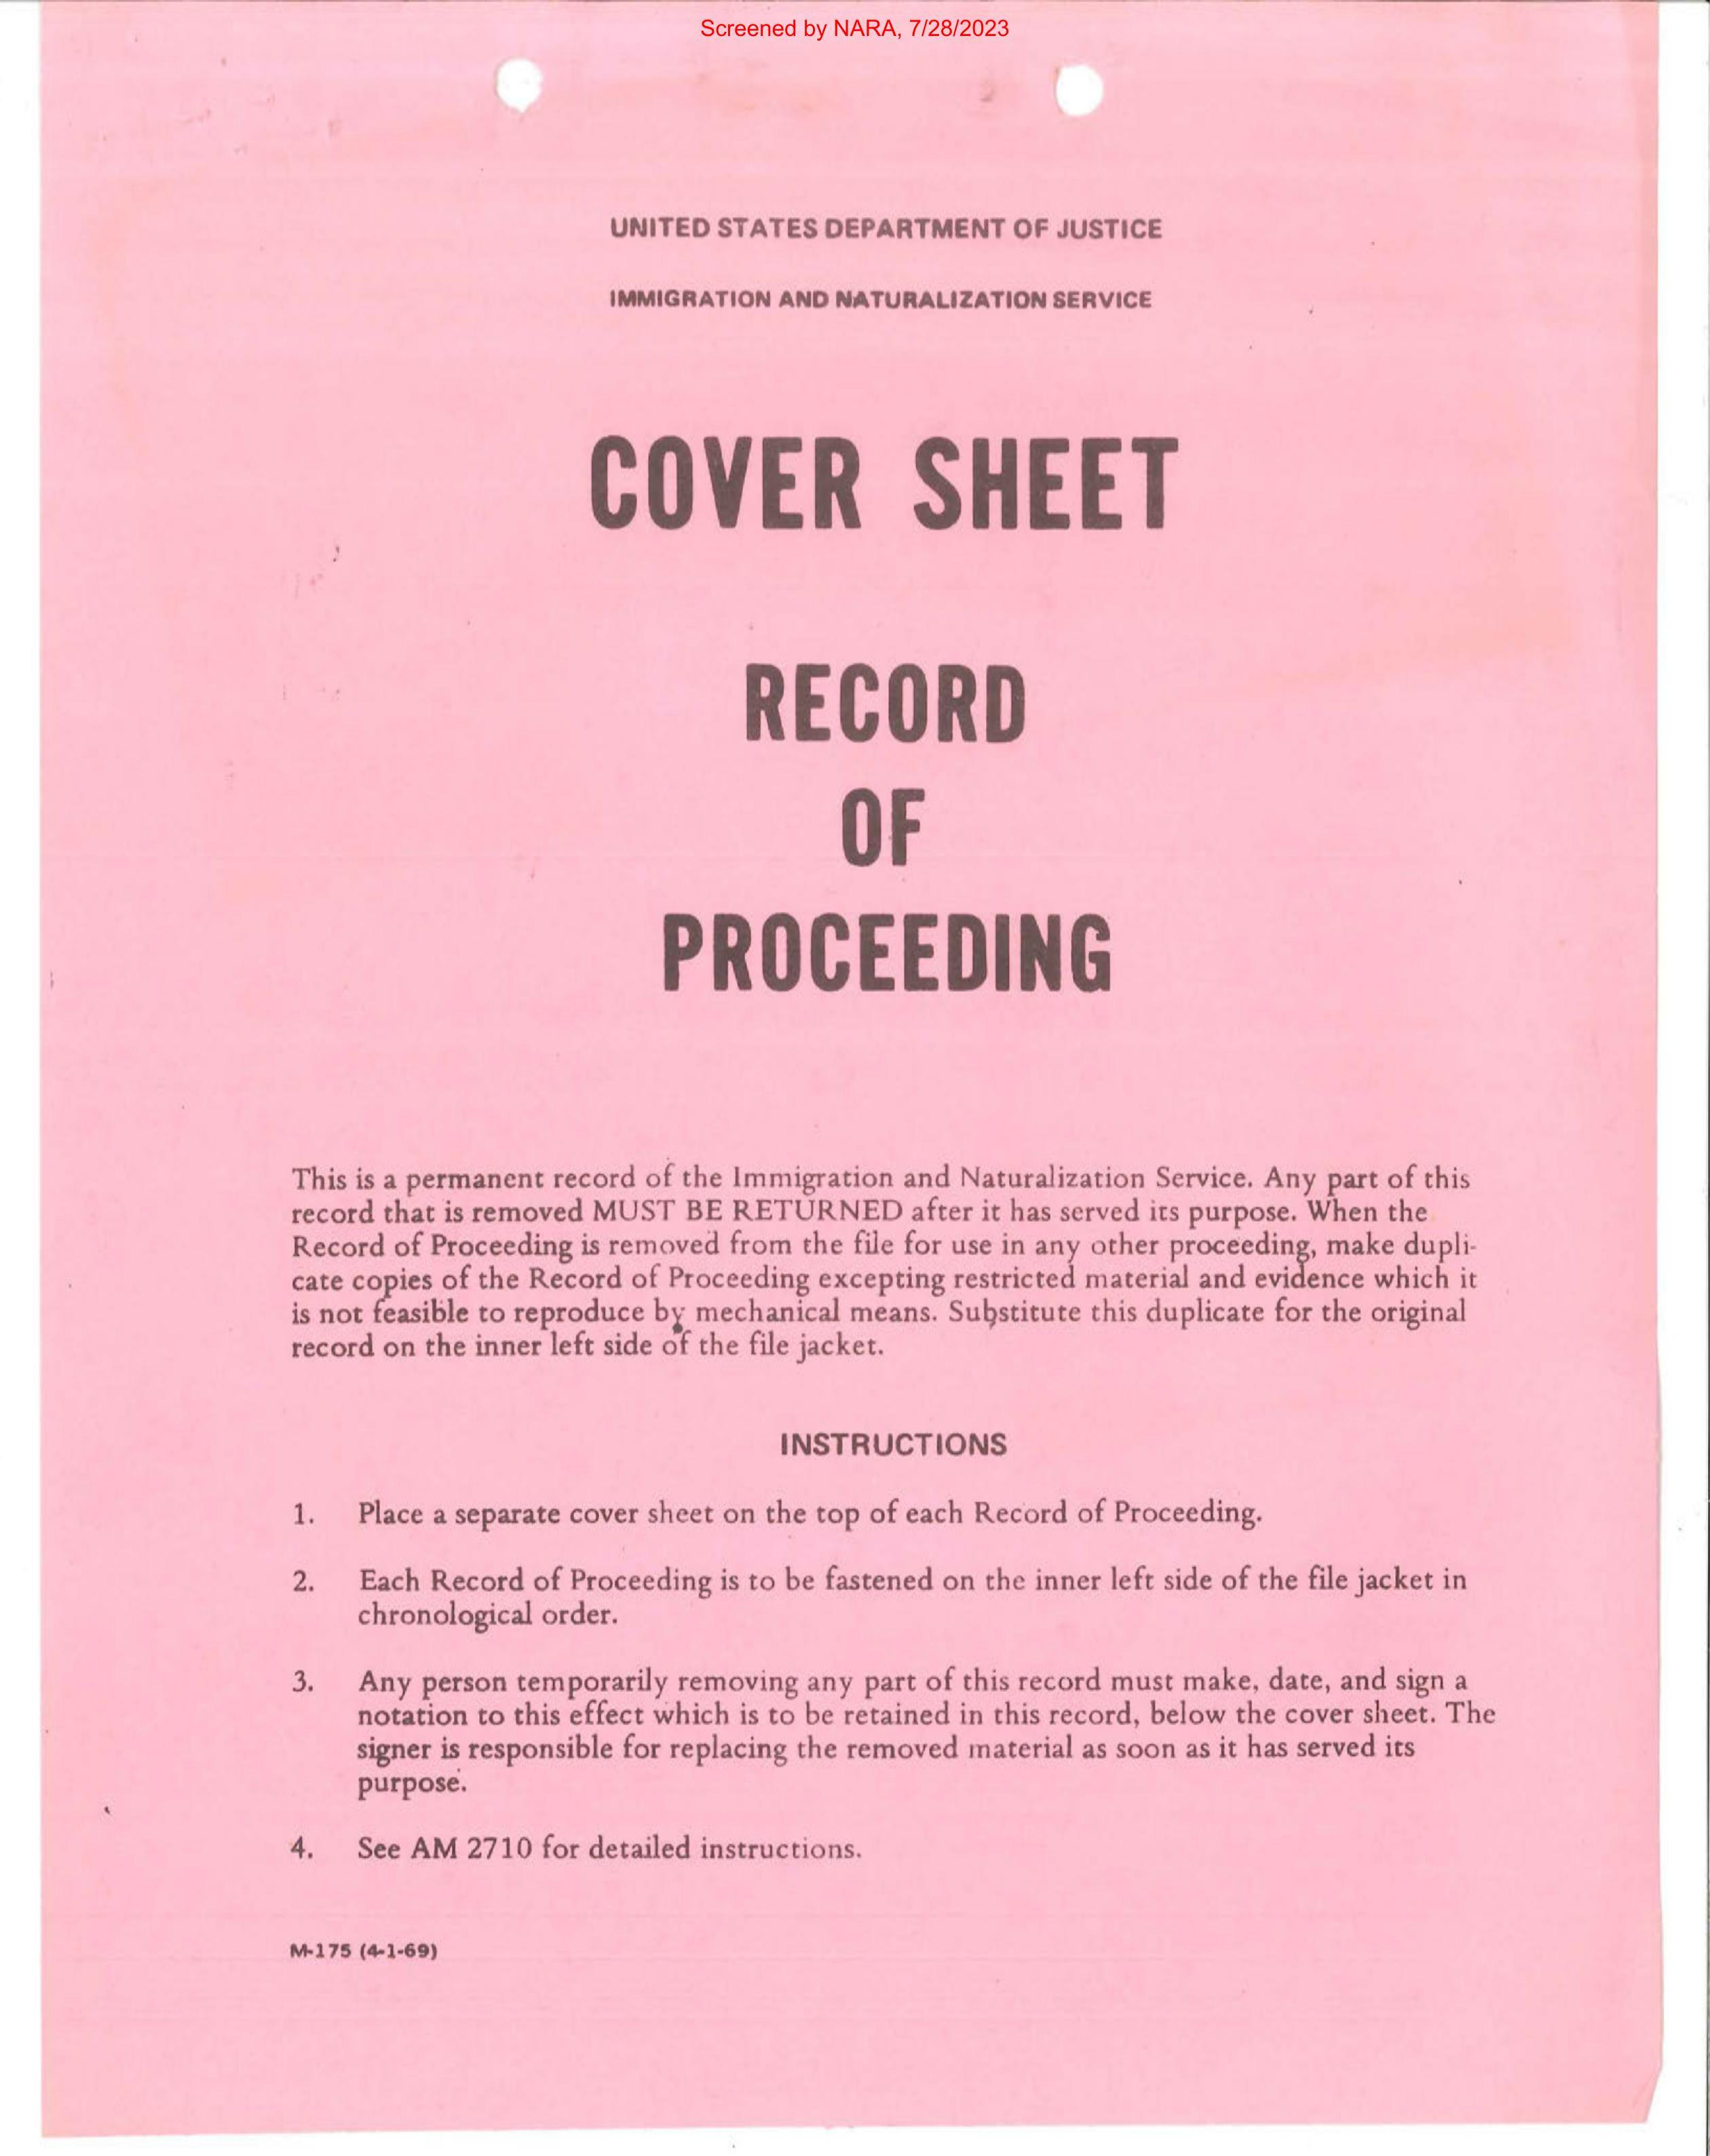 Screened by NARA, 7/28/2023
UNITED STATES DEPARTMENT OF JUSTICE
IMMIGRATION AND NATURALIZATION SERVICE
COVER SHEET
RECORD
OF
PROCEEDING
This is a permanent record of the Immigration and Naturalization Service. Any part of this
record that is removed MUST BE RETURNED after it has served its purpose. When the
Record of Proceeding is removed from the file for use in any other proceeding, make dupli-
cate copies of the Record of Proceeding excepting restricted material and evidence which it
is not feasible to reproduce by mechanical means. Substitute this duplicate for the original
record on the inner left side of the file jacket.
INSTRUCTIONS
1. Place a separate cover sheet on the top of each Record of Proceeding.
2. Each Record of Proceeding is to be fastened on the inner left side of the file jacket in
chronological order.
3. Any person temporarily removing any part of this record must make, date, and sign a
notation to this effect which is to be retained in this record, below the cover sheet. The
signer is responsible for replacing the removed material as soon as it has served its
purpose.
4. See AM 2710 for detailed instructions.
M-175 (4-1-69)